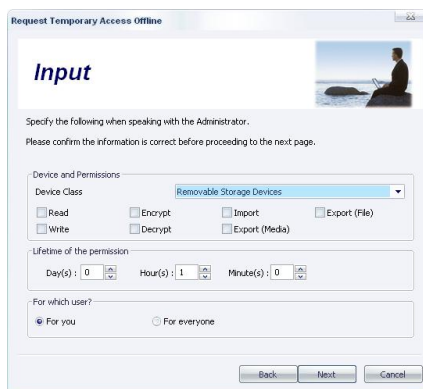 Request Temporary Access Offline
Input
Specify the following when speaking with the Administrator.
Please confirm the information is correct before proceeding to the next page.
Device and Permissions
Device Class Removable Storage Devices
Read Encrypt Import Export (File)
Write Decrypt Export (Media)
Lifetime of the permission
Day(s) : 0 Hour(s) : 1 Minute(s) : 0
For which user?
For you For everyone
Back Next Cancel